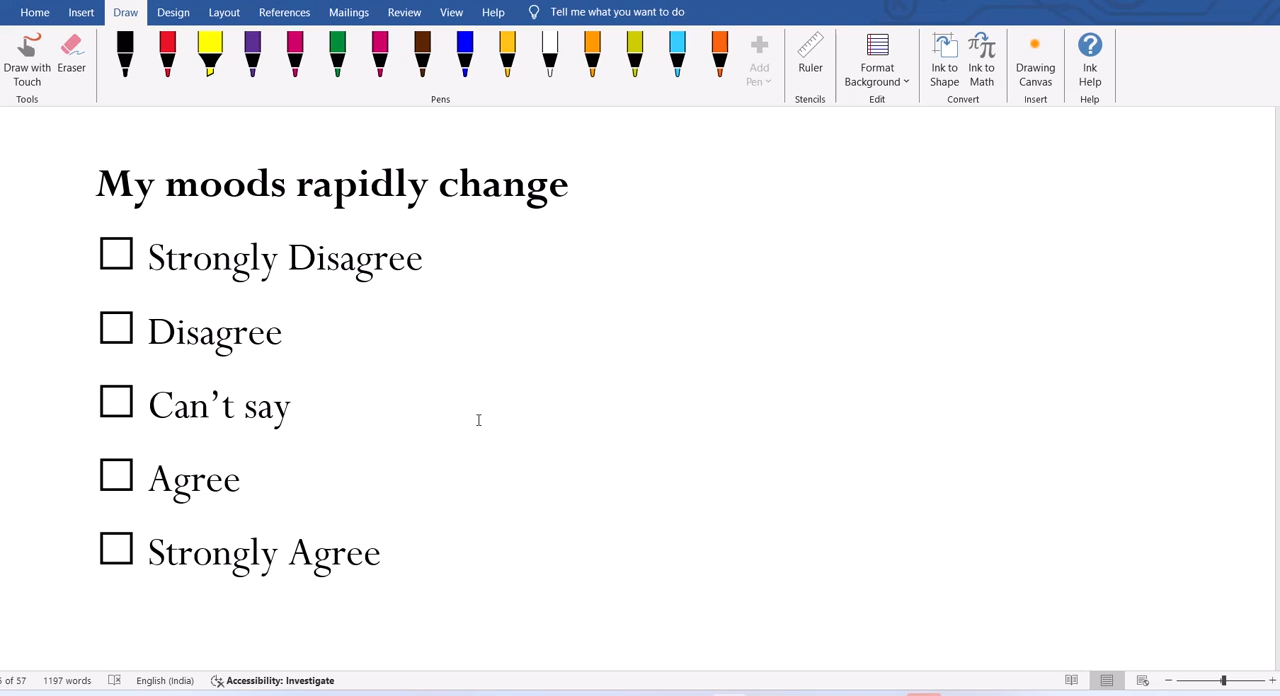 Home Insert Draw Design Layout References Mailings Review View Help Tell me what you want to do
Draw with Touch
Eraser
Add Pen
Ruler
Format Background
Ink to Shape
Ink to Math
Drawing Canvas
Ink Help
Tools Pens Stencils Edit Convert Insert Help
My moods rapidly change
Strongly Disagree
Disagree
Can’t say
Agree
Strongly Agree
of 57 1197 words English (India) Accessibility: Investigate